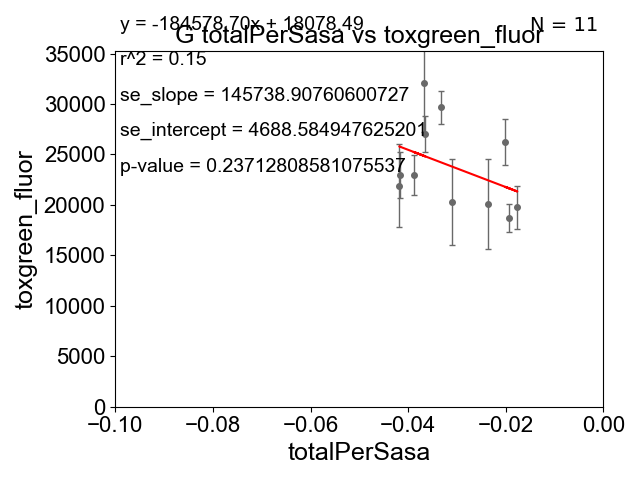 y = -184578.70x + 18078.49
N = 11
G totalPerSasa vs toxgreen_fluor
r^2 = 0.15
se_slope = 145738.90760600727
se_intercept = 4688.584947625201
p-value = 0.23712808581075537
toxgreen_fluor
35000
30000
25000
20000
15000
10000
5000
0
−0.10 −0.08 −0.06 −0.04 −0.02 0.00
totalPerSasa